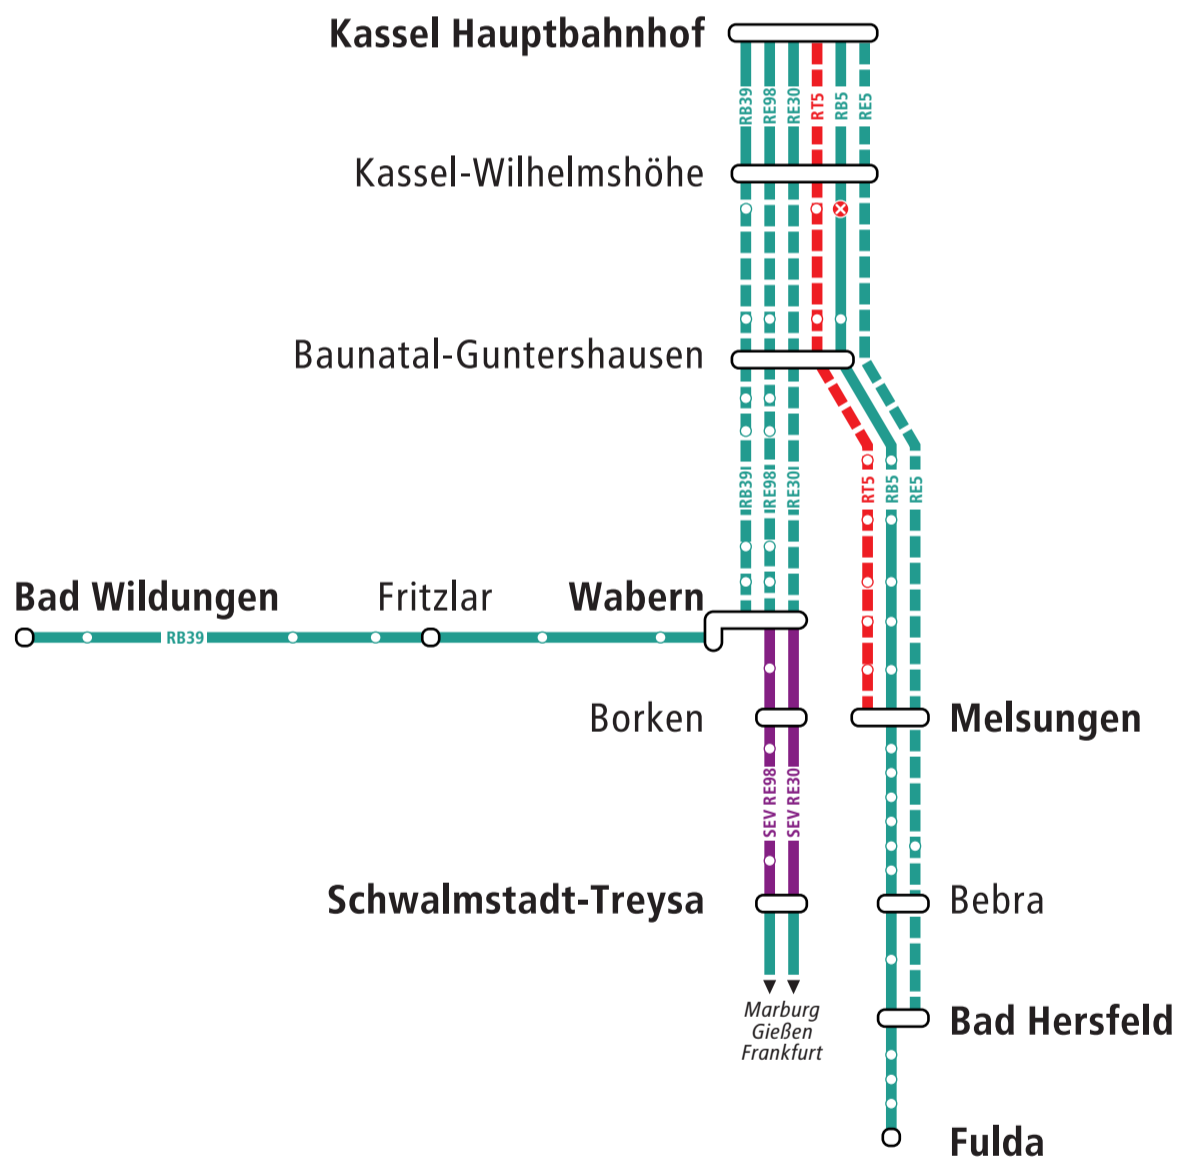 Kassel Hauptbahnhof
RB39 RE98 RE30 RT5 RB5 RE5
Kassel-Wilhelmshöhe
Baunatal-Guntershausen
RB39 RE98 RE30 RT5 RB5 RE5
Bad Wildungen Fritzlar Wabern
RB39
Borken Melsungen
SEV RE98 SEV RE30
Schwalmstadt-Treysa Bebra
Marburg
Gießen
Frankfurt
Bad Hersfeld
Fulda